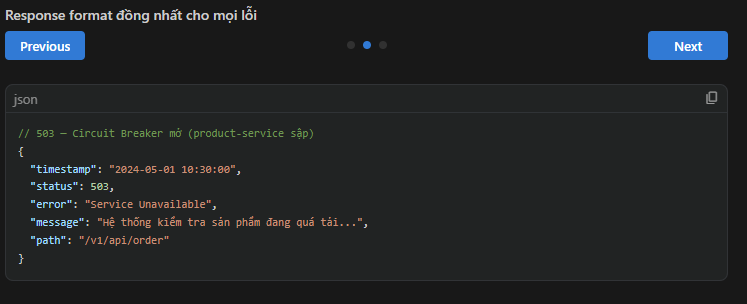 Response format đồng nhất cho mọi lỗi
Previous
Next
json
// 503 — Circuit Breaker mở (product-service sập)
{
"timestamp": "2024-05-01 10:30:00",
"status": 503,
"error": "Service Unavailable",
"message": "Hệ thống kiểm tra sản phẩm đang quá tải...",
"path": "/v1/api/order"
}